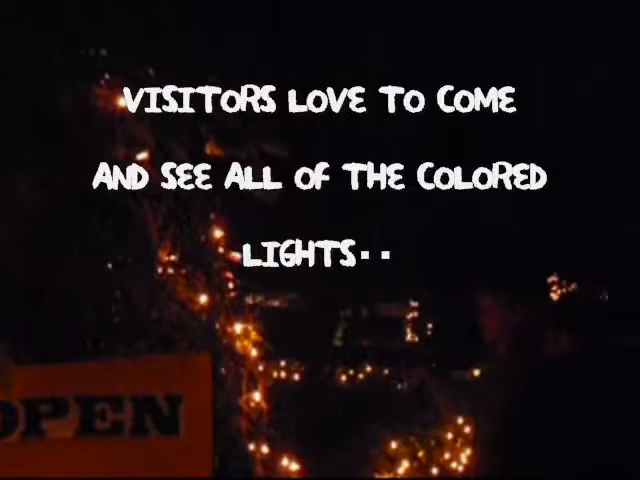 VISITORS LOVE TO COME
AND SEE ALL OF THE COLORED
LIGHTS..
OPEN